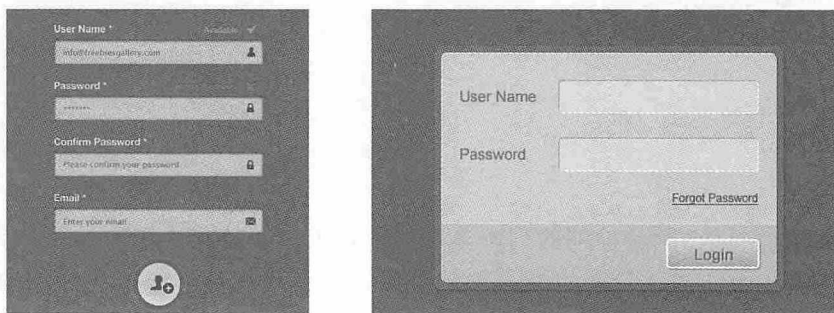 User Name *
Available
info@freebiesgallery.com
Password *
*******
Confirm Password *
Please confirm your password
Email *
Enter your email
User Name
Password
Forgot Password
Login